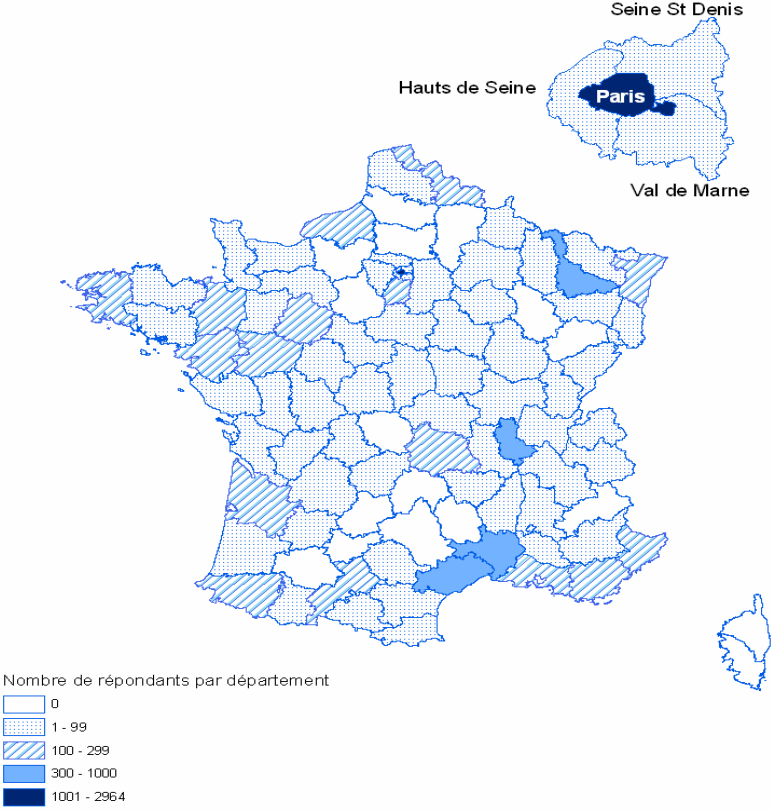 Seine St Denis
Hauts de Seine
Paris
Val de Marne
Nombre de répondants par département
0
1 - 99
100 - 299
300 - 1000
1001 - 2964